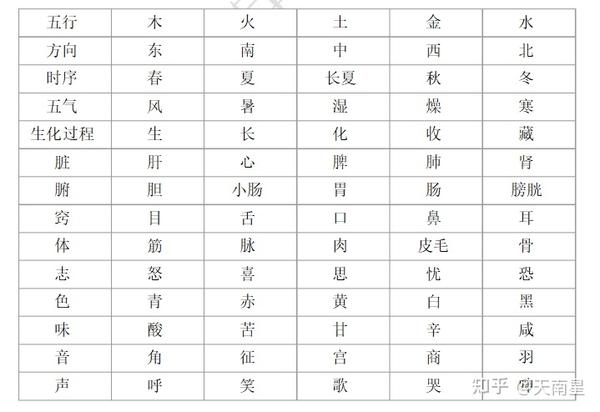 五行 木 火 土 金 水
方向 东 南 中 西 北
时序 春 夏 长夏 秋 冬
五气 风 暑 湿 燥 寒
生化过程 生 长 化 收 藏
脏 肝 心 脾 肺 肾
腑 胆 小肠 胃 肠 膀胱
窍 目 舌 口 鼻 耳
体 筋 脉 肉 皮毛 骨
志 怒 喜 思 忧 恐
色 青 赤 黄 白 黑
味 酸 苦 甘 辛 咸
音 角 征 宫 商 羽
声 呼 笑 歌 哭
知乎 @天南星